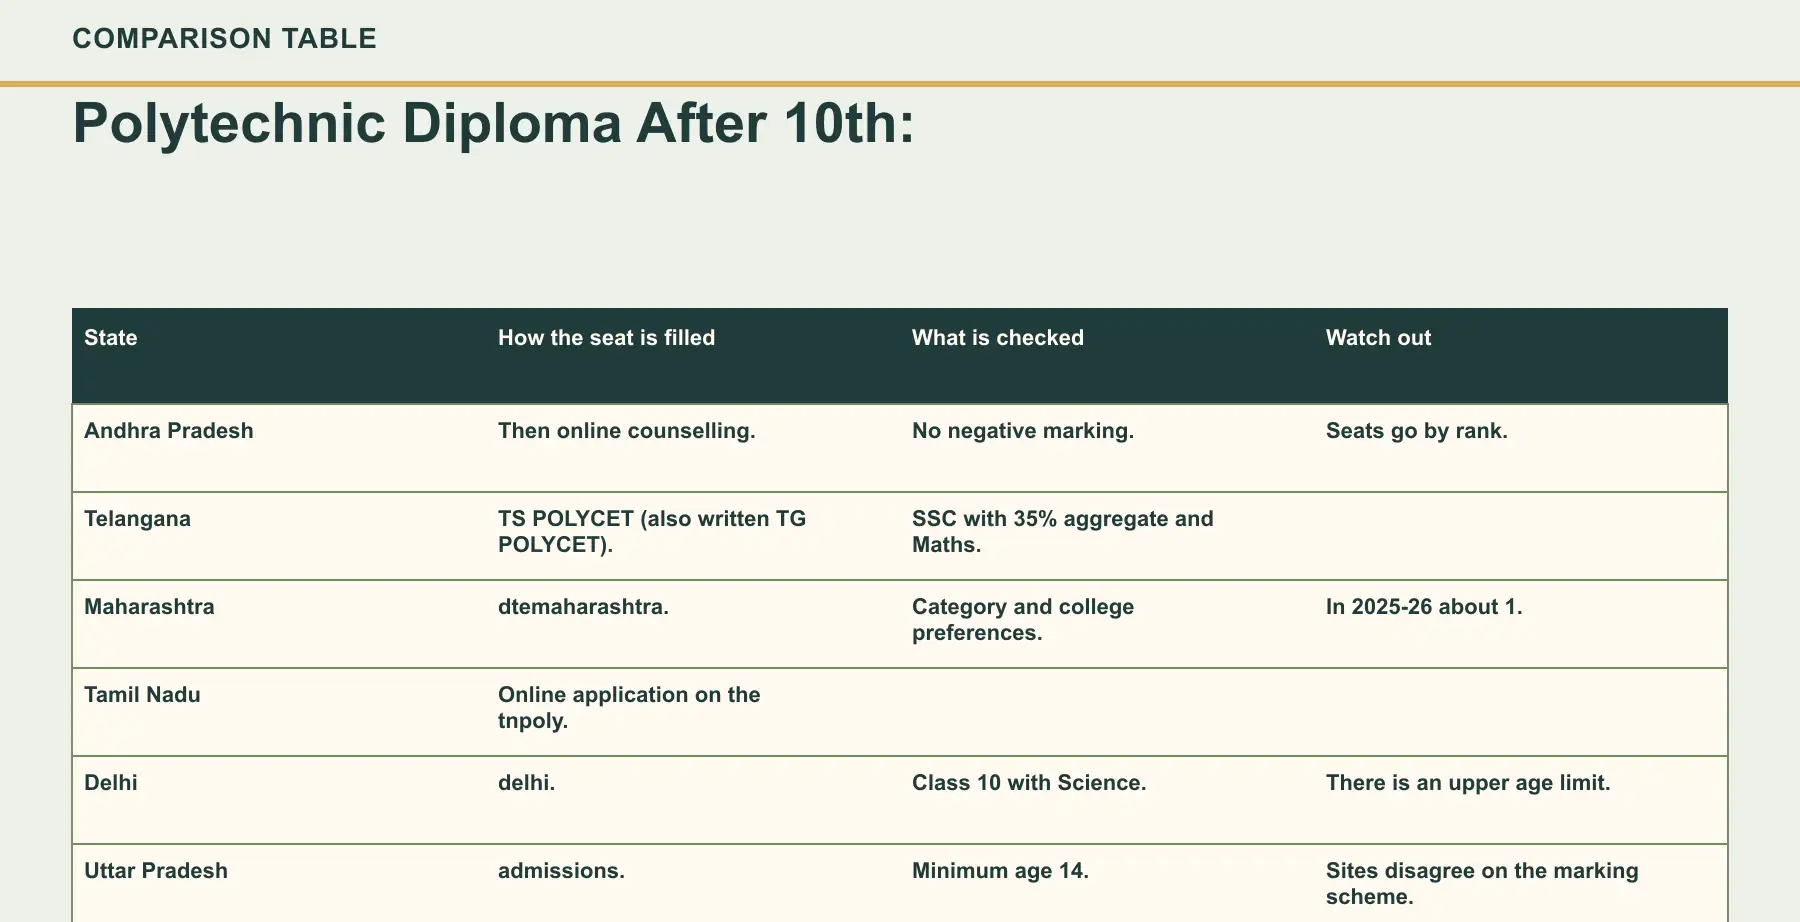 COMPARISON TABLE
Polytechnic Diploma After 10th:
State How the seat is filled What is checked Watch out
Andhra Pradesh Then online counselling. No negative marking. Seats go by rank.
Telangana TS POLYCET (also written TG SSC with 35% aggregate and
POLYCET). Maths.
Maharashtra dtemaharashtra. Category and college In 2025-26 about 1.
preferences.
Tamil Nadu Online application on the
tnpoly.
Delhi delhi. Class 10 with Science. There is an upper age limit.
Uttar Pradesh admissions. Minimum age 14. Sites disagree on the marking
scheme.